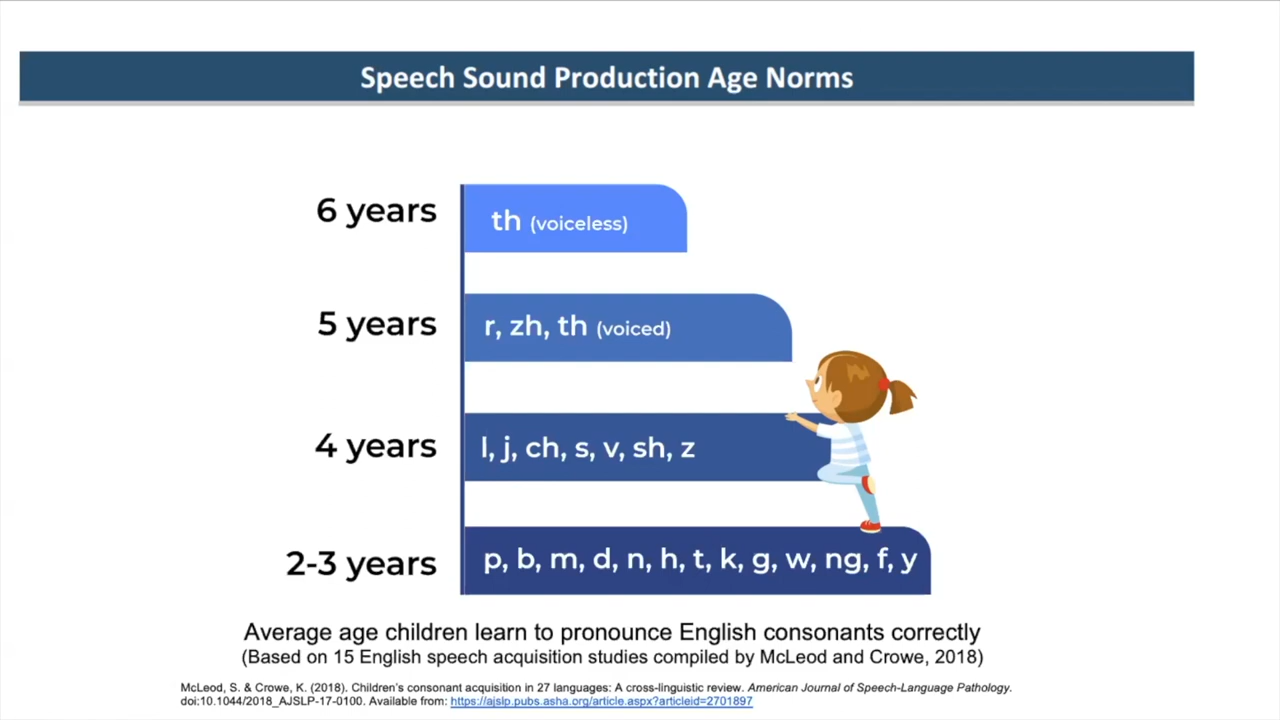 Speech Sound Production Age Norms
6 years
th (voiceless)
5 years
r, zh, th (voiced)
4 years
l, j, ch, s, v, sh, z
2-3 years
p, b, m, d, n, h, t, k, g, w, ng, f, y
Average age children learn to pronounce English consonants correctly
(Based on 15 English speech acquisition studies compiled by McLeod and Crowe, 2018)
McLeod, S. & Crowe, K. (2018). Children's consonant acquisition in 27 languages: A cross-linguistic review. American Journal of Speech-Language Pathology.
doi:10.1044/2018_AJSLP-17-0100. Available from: https://ajslp.pubs.asha.org/article.aspx?articleid=2701897